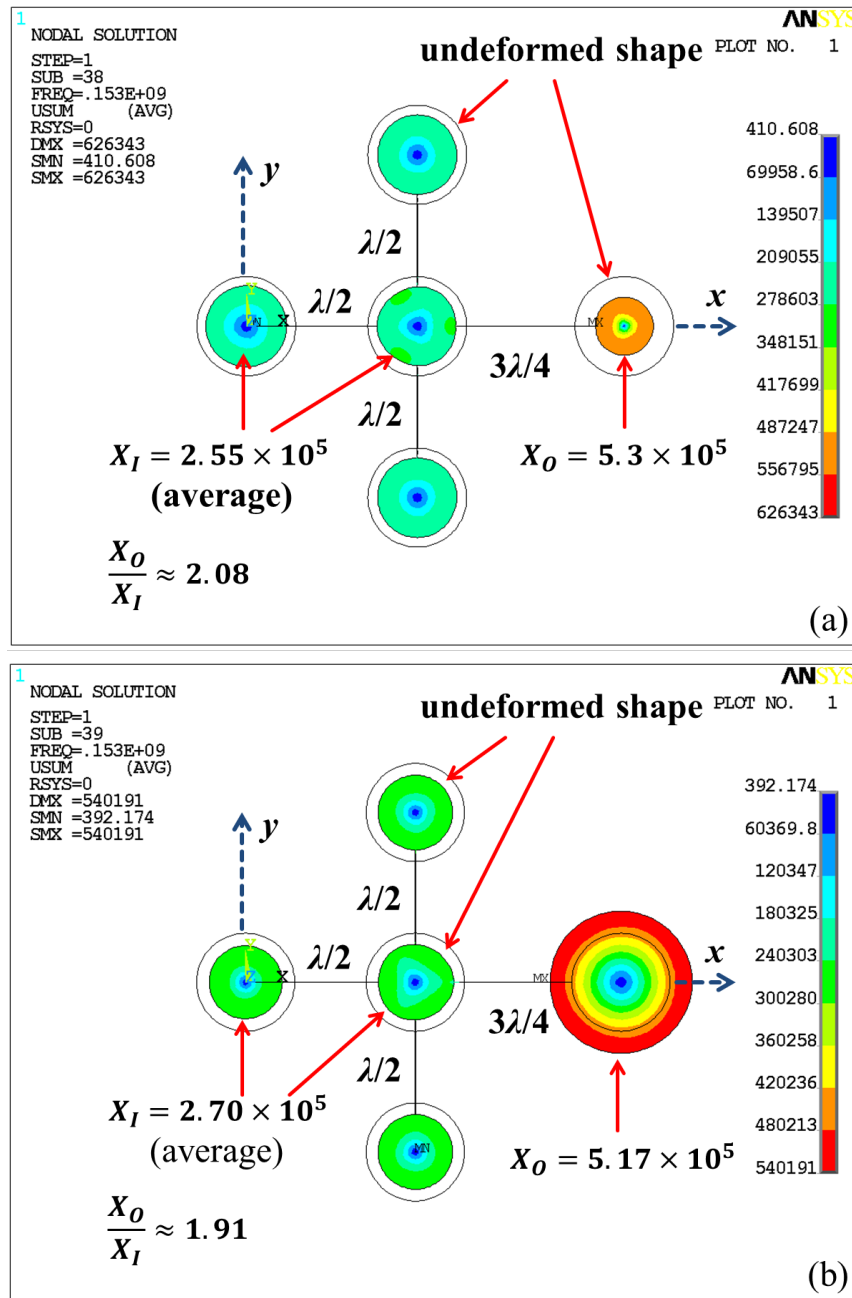 1
ANSYS
NODAL SOLUTION
STEP=1
SUB =38
FREQ=.153E+09
USUM (AVG)
RSYS=0
DMX =626343
SMN =410.608
SMX =626343
undeformed shape
PLOT NO. 1
410.608
69958.6
139507
209055
278603
348151
417699
487247
556795
626343
y
λ/2
λ/2
Y
Z
X
MX
x
3λ/4
λ/2
X_I = 2.55 × 10^5
(average)
X_O = 5.3 × 10^5
X_O/X_I ≈ 2.08
(a)
1
ANSYS
NODAL SOLUTION
STEP=1
SUB =39
FREQ=.153E+09
USUM (AVG)
RSYS=0
DMX =540191
SMN =392.174
SMX =540191
undeformed shape
PLOT NO. 1
392.174
60369.8
120347
180325
240303
300280
360258
420236
480213
540191
y
λ/2
λ/2
Y
Z
X
MX
x
3λ/4
λ/2
MN
X_I = 2.70 × 10^5
(average)
X_O = 5.17 × 10^5
X_O/X_I ≈ 1.91
(b)